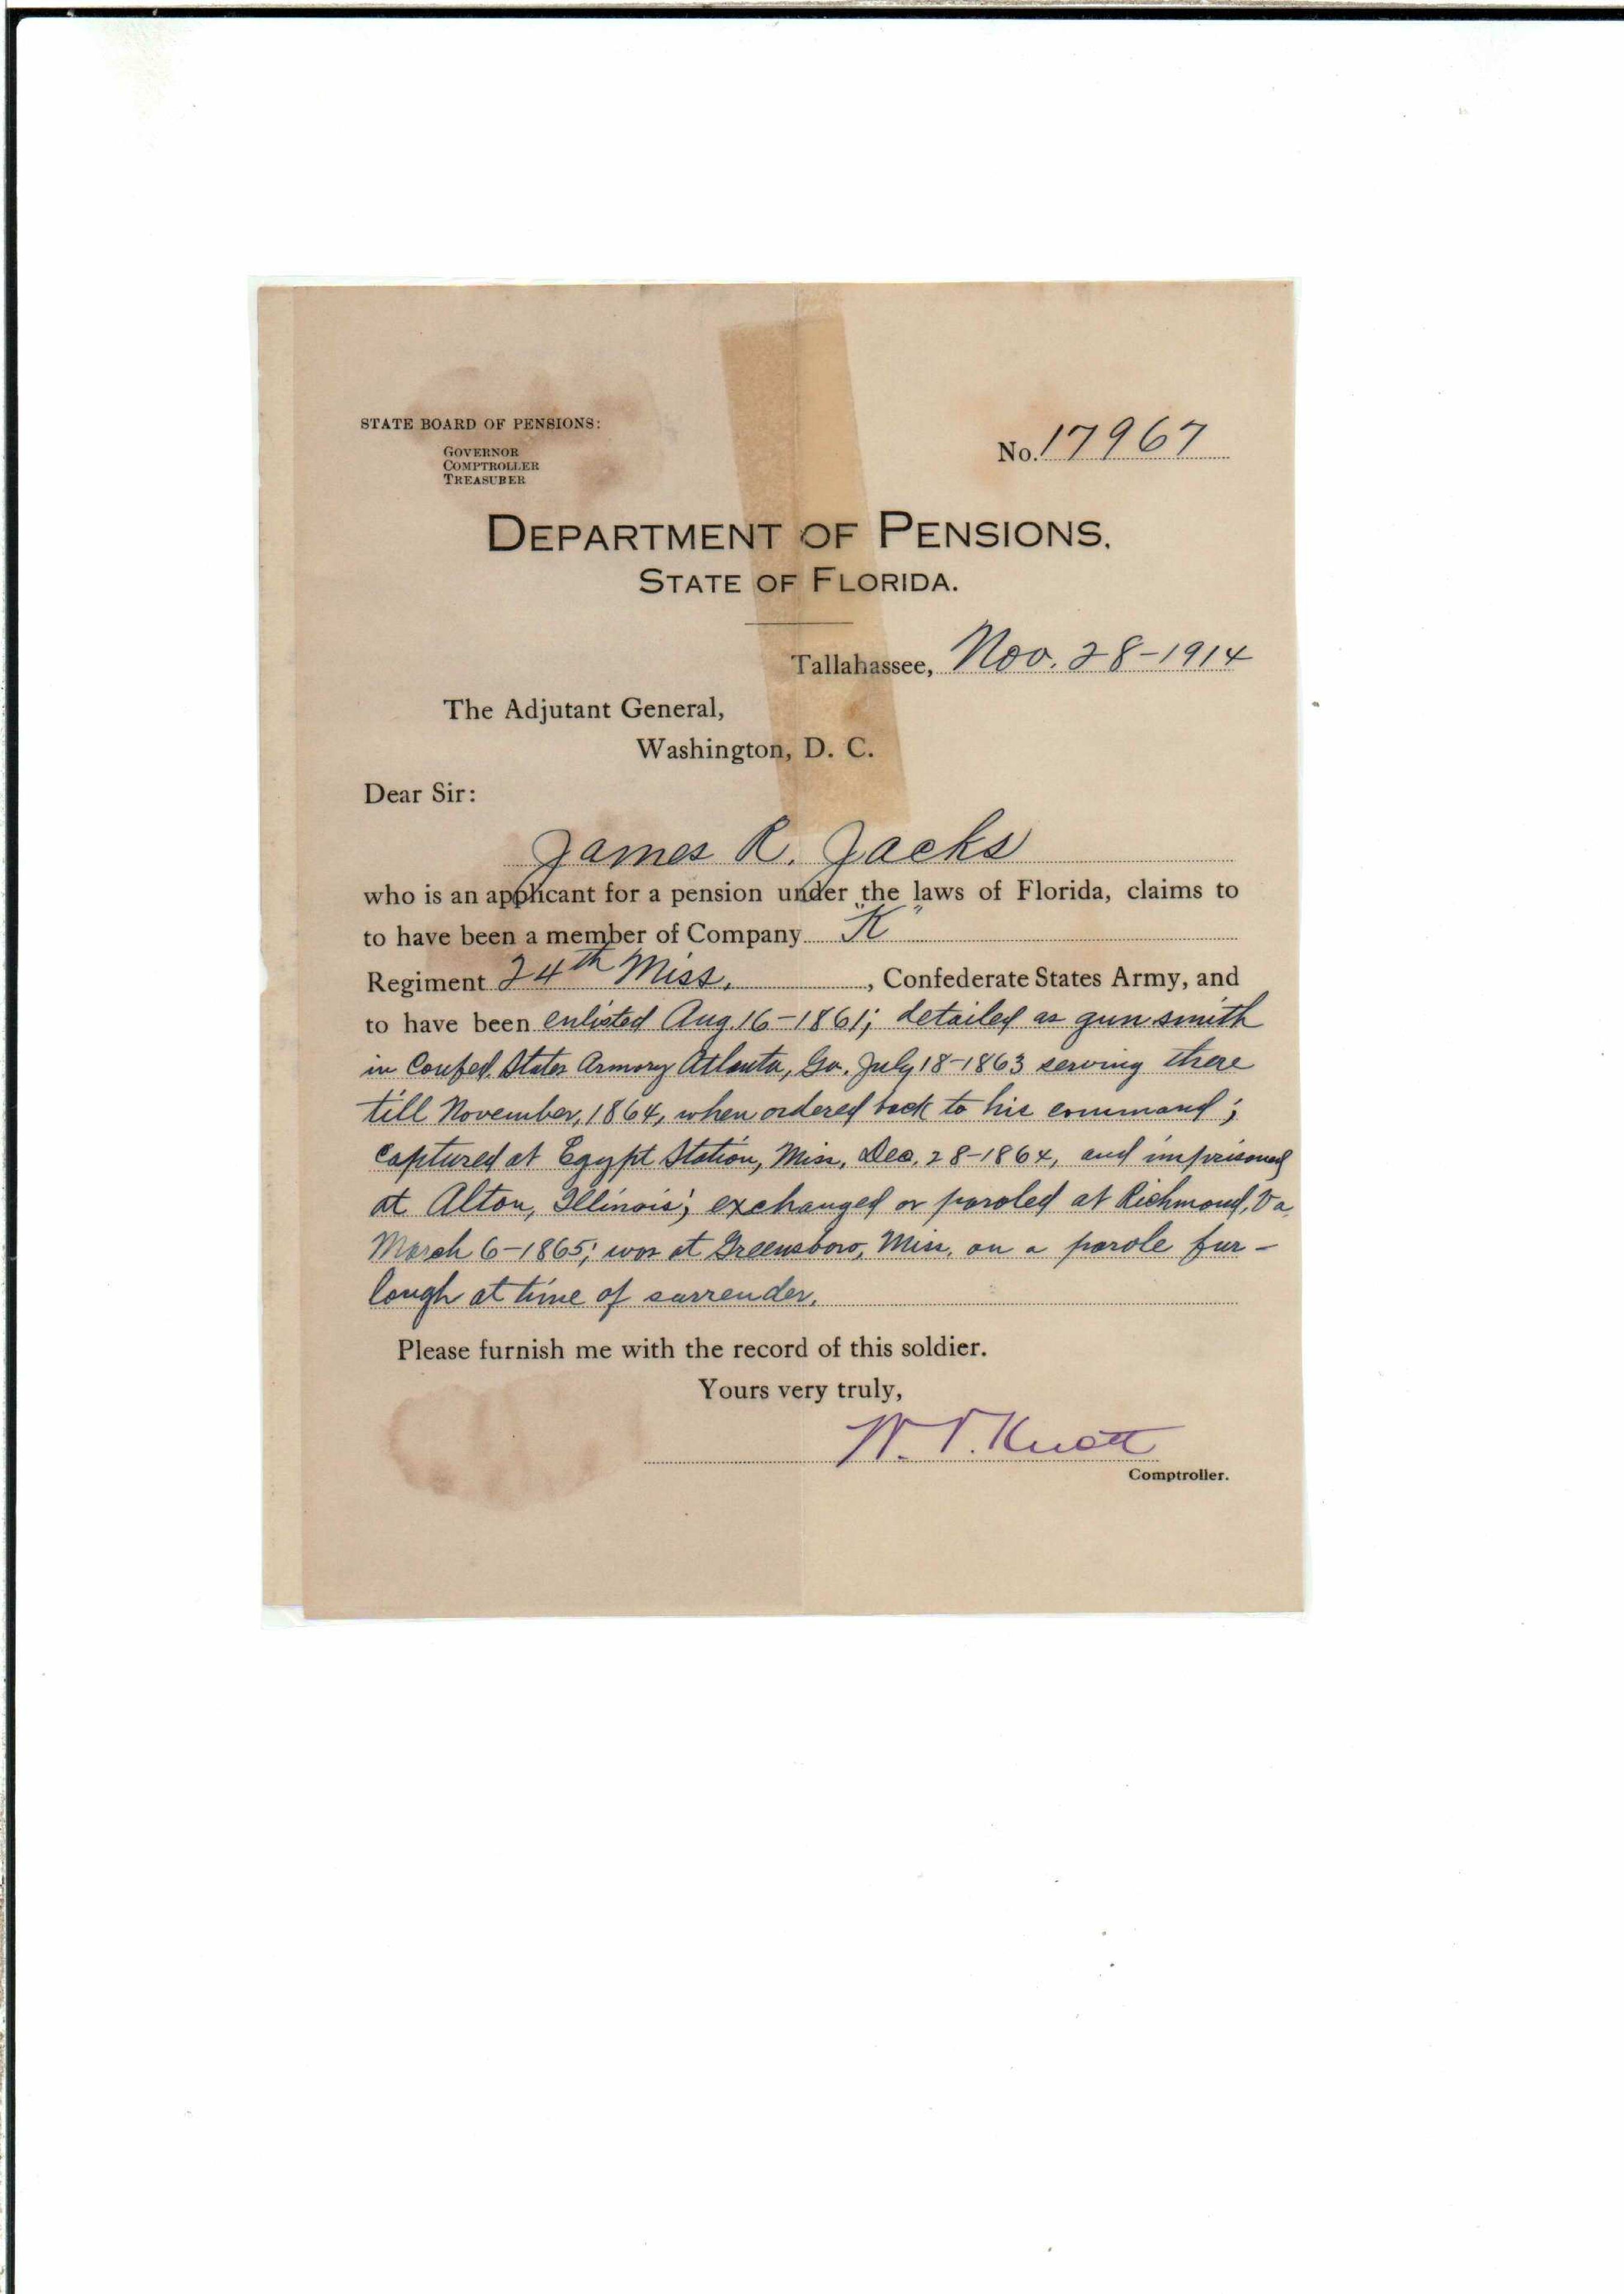 STATE BOARD OF PENSIONS:
GOVERNOR
COMPTROLLER
TREASURER
No. 17967
DEPARTMENT OF PENSIONS.
STATE OF FLORIDA.
Tallahassee, Nov. 28-1914
The Adjutant General,
Washington, D. C.
Dear Sir:
James R. Jacks
who is an applicant for a pension under the laws of Florida, claims to
to have been a member of Company "K"
Regiment 24th Miss. , Confederate States Army, and
to have been enlisted Aug. 16-1861; detailed as gun smith
in Confed. States Armory Atlanta, Ga. July 18-1863 serving there
till November, 1864, when ordered back to his command;
captured at Egypt Station, Miss. Dec. 28-1864, and imprisoned
at Alton, Illinois; exchanged or paroled at Richmond, Va.
March 6-1865; was at Greensboro, Miss. on a parole fur-
lough at time of surrender.
Please furnish me with the record of this soldier.
Yours very truly,
W. V. Knott
Comptroller.